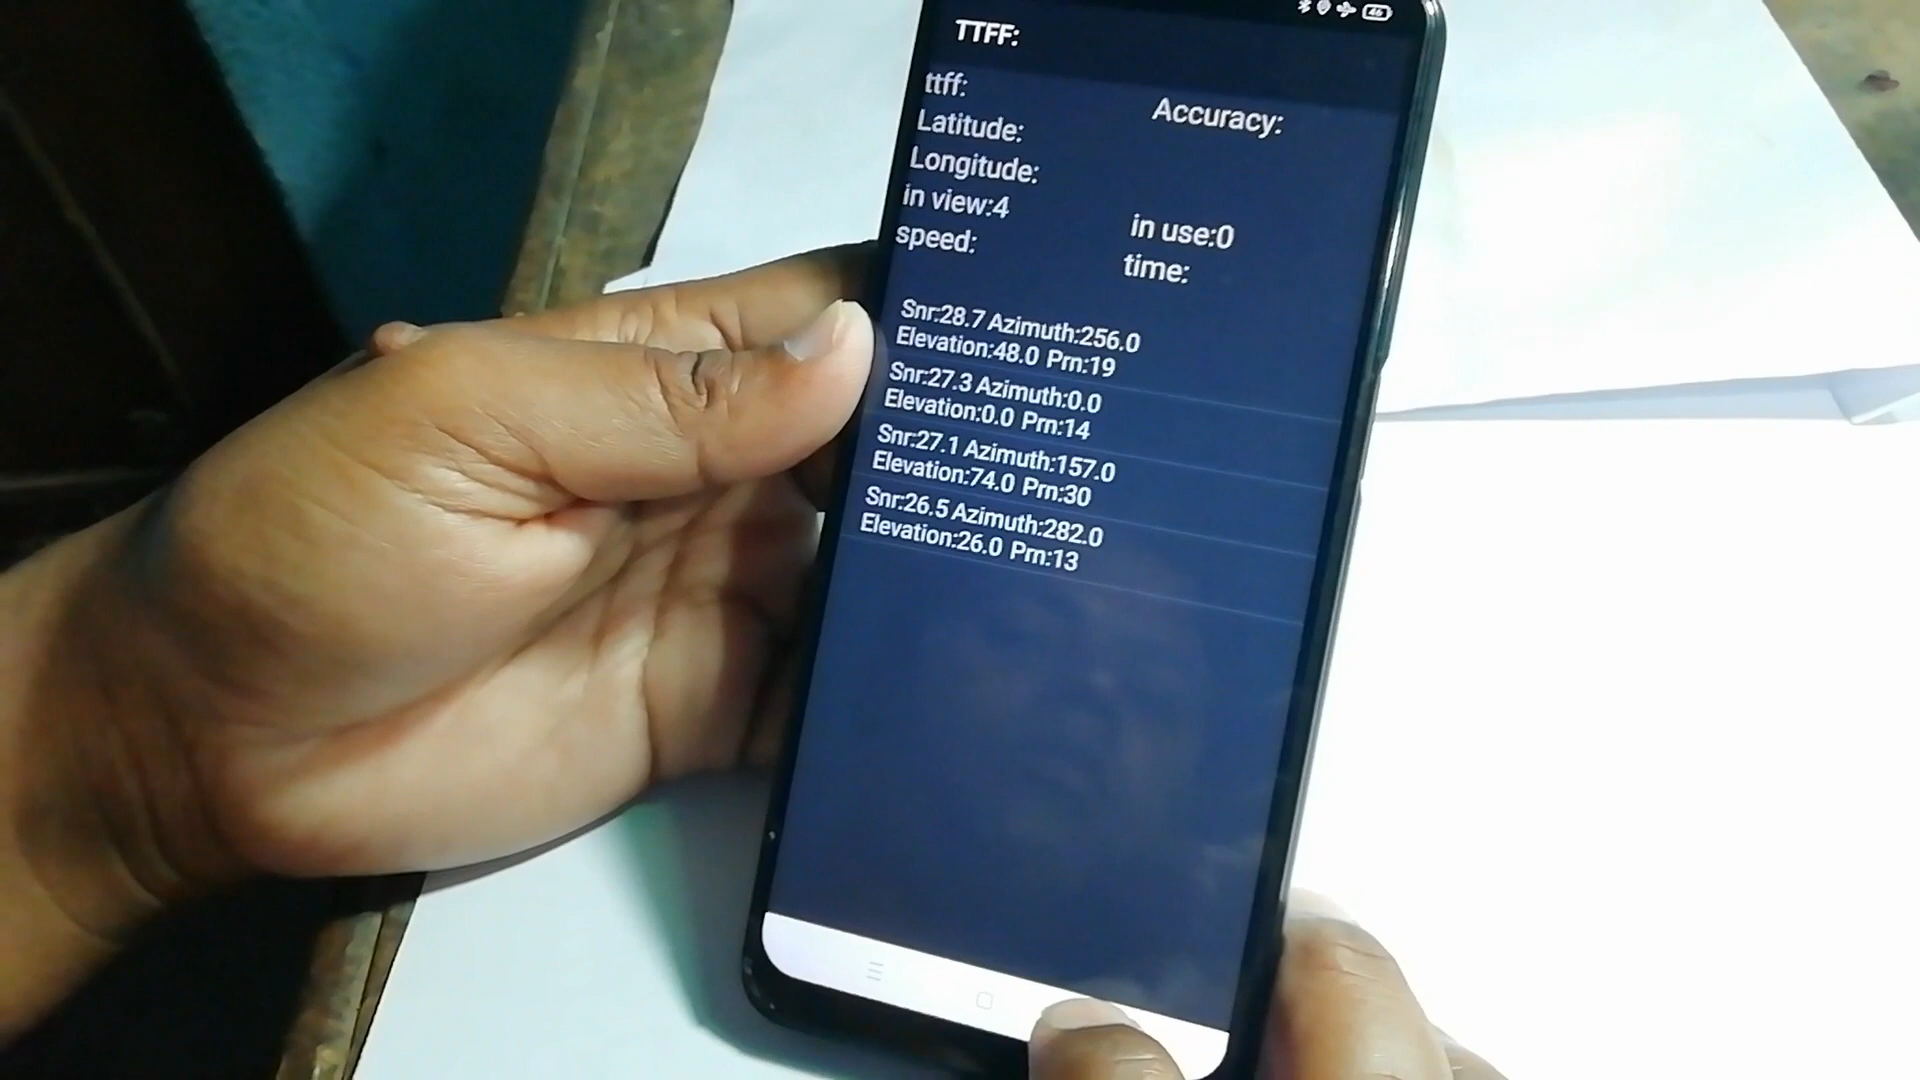 46
TTFF:
ttff:
Accuracy:
Latitude:
Longitude:
in view:4
in use:0
speed:
time:
Snr:28.7 Azimuth:256.0
Elevation:48.0 Prn:19
Snr:27.3 Azimuth:0.0
Elevation:0.0 Prn:14
Snr:27.1 Azimuth:157.0
Elevation:74.0 Prn:30
Snr:26.5 Azimuth:282.0
Elevation:26.0 Prn:13